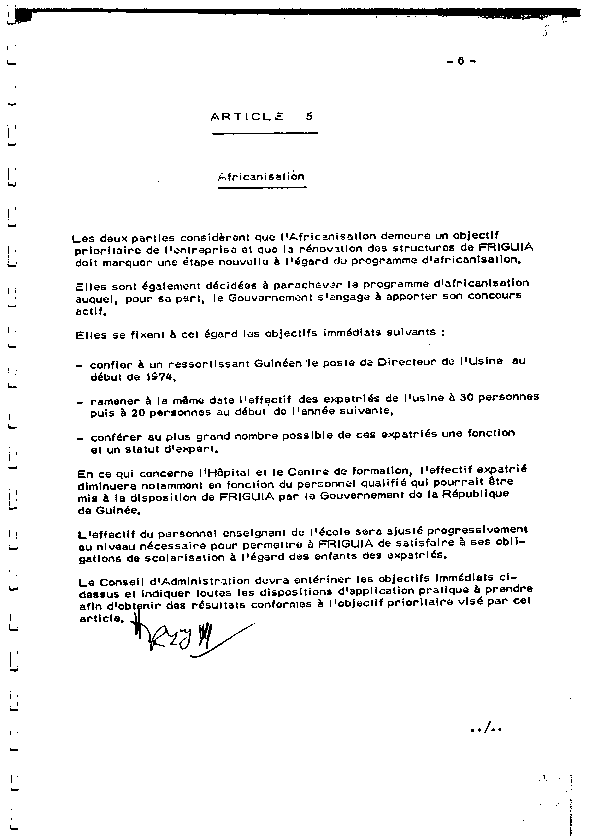 - 6 -
ARTICLE 5
Africanisation
Les deux parties considèrent que l'Africanisation demeure un objectif
prioritaire de l'entreprise et que la rénovation des structures de FRIGUIA
doit marquer une étape nouvelle à l'égard du programme d'africanisation.
Elles sont également décidées à parachever le programme d'africanisation
auquel, pour sa part, le Gouvernement s'engage à apporter son concours
actif.
Elles se fixent à cet égard les objectifs immédiats suivants :
- confier à un ressortissant Guinéen le poste de Directeur de l'Usine au
début de 1974,
- ramener à la même date l'effectif des expatriés de l'usine à 30 personnes
puis à 20 personnes au début de l'année suivante,
- conférer au plus grand nombre possible de ces expatriés une fonction
et un statut d'expert.
En ce qui concerne l'Hôpital et le Centre de formation, l'effectif expatrié
diminuera notamment en fonction du personnel qualifié qui pourrait être
mis à la disposition de FRIGUIA par le Gouvernement de la République
de Guinée.
L'effectif du personnel enseignant de l'école sera ajusté progressivement
au niveau nécessaire pour permettre à FRIGUIA de satisfaire à ses obli-
gations de scolarisation à l'égard des enfants des expatriés.
Le Conseil d'Administration devra entériner les objectifs immédiats ci-
dessus et indiquer toutes les dispositions d'application pratique à prendre
afin d'obtenir des résultats conformes à l'objectif prioritaire visé par cet
article.
../..